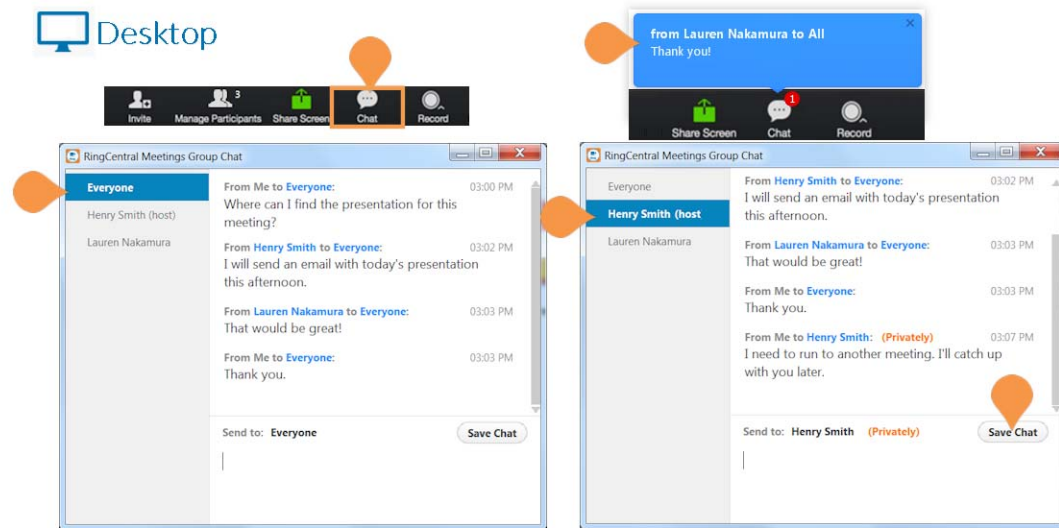 Desktop
3
Invite
Manage Participants
Share Screen
Chat
Record
RingCentral Meetings Group Chat
Everyone
Henry Smith (host)
Lauren Nakamura
From Me to Everyone: 03:00 PM
Where can I find the presentation for this
meeting?
From Henry Smith to Everyone: 03:02 PM
I will send an email with today's presentation
this afternoon.
From Lauren Nakamura to Everyone: 03:03 PM
That would be great!
From Me to Everyone: 03:03 PM
Thank you.
Send to: Everyone
Save Chat
from Lauren Nakamura to All
Thank you!
1
Share Screen
Chat
Record
RingCentral Meetings Group Chat
Everyone
Henry Smith (host
Lauren Nakamura
From Henry Smith to Everyone: 03:02 PM
I will send an email with today's presentation
this afternoon.
From Lauren Nakamura to Everyone: 03:03 PM
That would be great!
From Me to Everyone: 03:03 PM
Thank you.
From Me to Henry Smith: (Privately) 03:07 PM
I need to run to another meeting. I'll catch up
with you later.
Send to: Henry Smith (Privately)
Save Chat